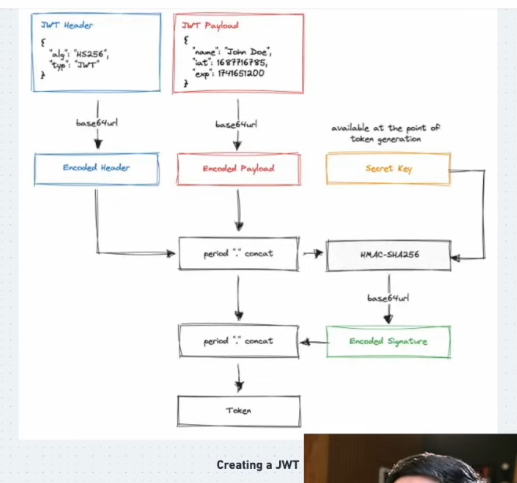 JWT Header
{
"alg": "HS256",
"typ": "JWT"
}
JWT Payload
{
"name": "John Doe",
"iat": 1687716785,
"exp": 1741651200
}
base64url
base64url
available at the point of
token generation
Encoded Header
Encoded Payload
Secret Key
period "." concat
HMAC-SHA256
base64url
period "." concat
Encoded Signature
Token
Creating a JWT